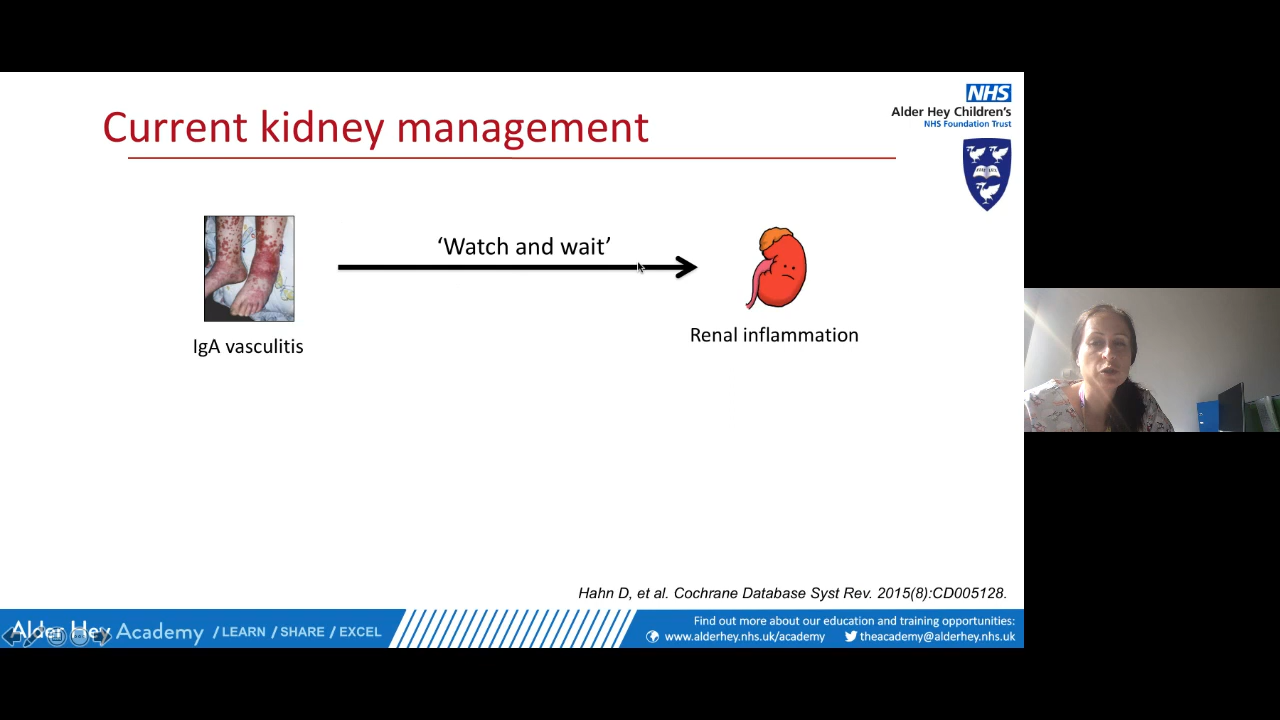 Current kidney management
NHS
Alder Hey Children's
NHS Foundation Trust
'Watch and wait'
IgA vasculitis
Renal inflammation
Hahn D, et al. Cochrane Database Syst Rev. 2015(8):CD005128.
Alder Hey Academy / LEARN / SHARE / EXCEL
Find out more about our education and training opportunities:
www.alderhey.nhs.uk/academy theacademy@alderhey.nhs.uk